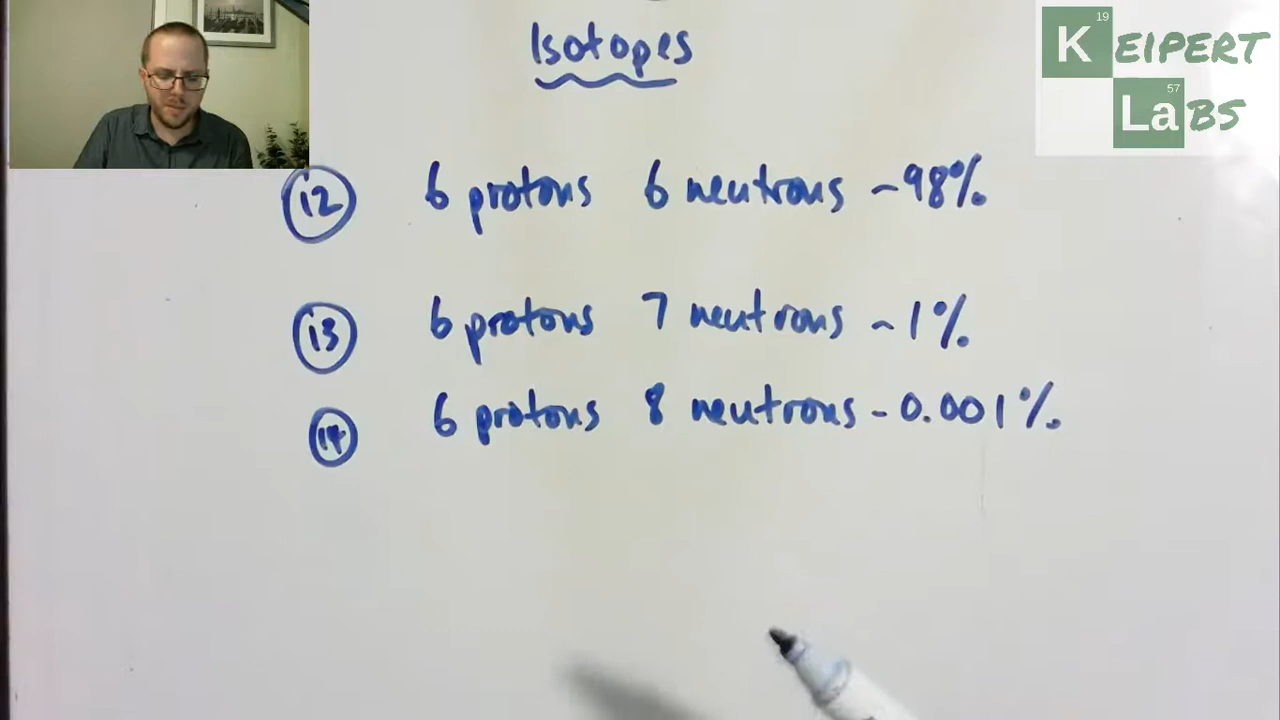 Isotopes
19
KEIPERT
57
LaBS
12 6 protons 6 neutrons ~98%
13 6 protons 7 neutrons ~1%
14 6 protons 8 neutrons - 0.001%